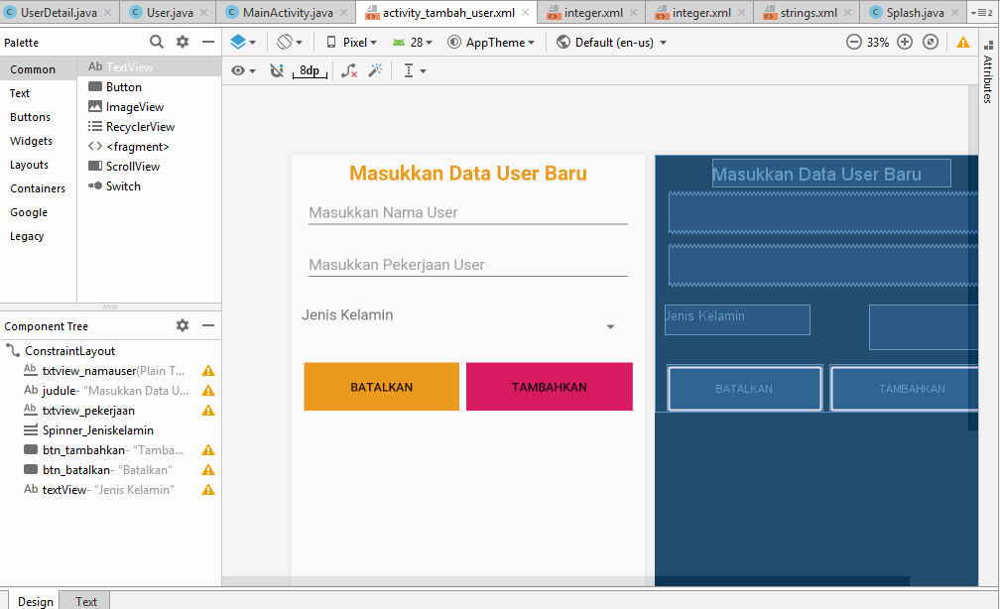 UserDetail.java User.java MainActivity.java activity_tambah_user.xml integer.xml integer.xml strings.xml Splash.java 2
Palette Pixel 28 AppTheme Default (en-us) 33%
8dp
Attributes
Common
Text
Buttons
Widgets
Layouts
Containers
Google
Legacy
Ab TextView
Button
ImageView
RecyclerView
<fragment>
ScrollView
Switch
Component Tree
ConstraintLayout
Ab txtview_namauser(Plain T...
Ab judule- "Masukkan Data U...
Ab txtview_pekerjaan
Spinner_Jeniskelamin
btn_tambahkan- "Tamba...
btn_batalkan- "Batalkan"
Ab textView- "Jenis Kelamin"
Masukkan Data User Baru
Masukkan Nama User
Masukkan Pekerjaan User
Jenis Kelamin
BATALKAN TAMBAHKAN
Masukkan Data User Baru
Jenis Kelamin
BATALKAN TAMBAHKAN
Design Text